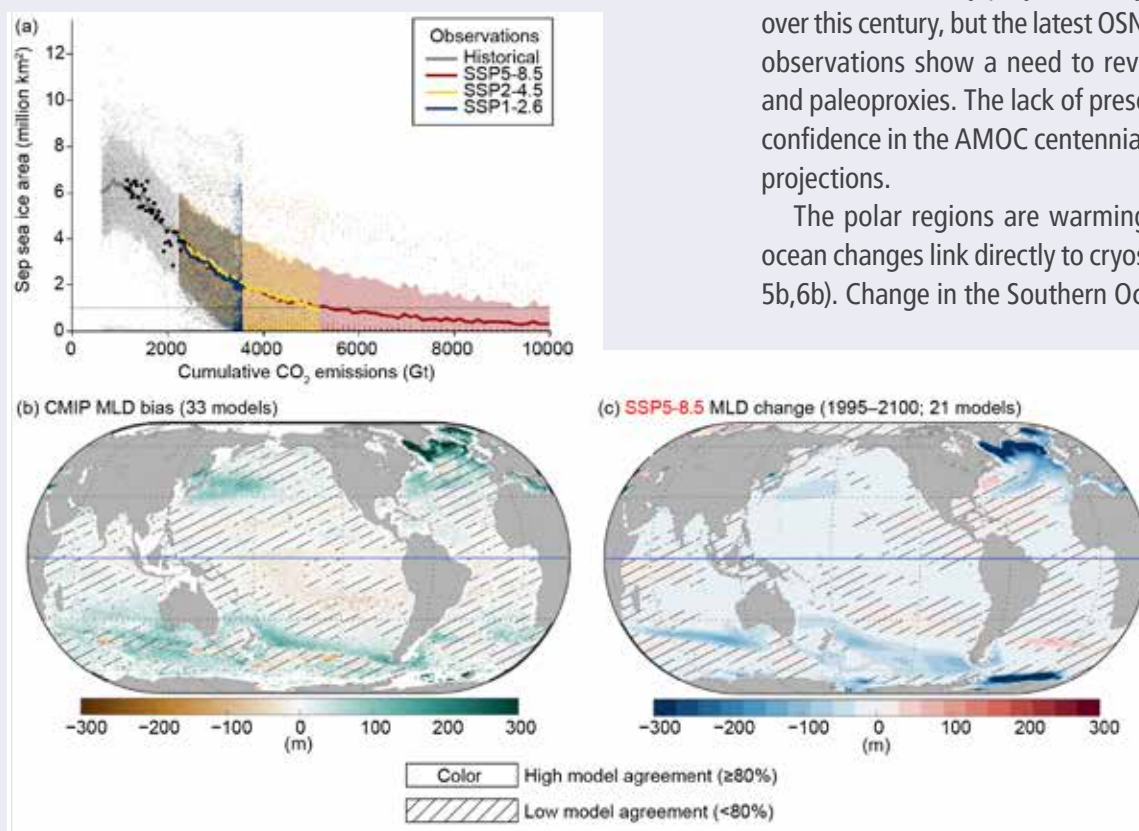 (a)
Sep sea ice area (million km²)
12
10
8
6
4
2
0
Observations
Historical
SSP5-8.5
SSP2-4.5
SSP1-2.6
0 2000 4000 6000 8000 10000
Cumulative CO₂ emissions (Gt)
over this century, but the latest OSN
observations show a need to rev
and paleoproxies. The lack of prese
confidence in the AMOC centennia
projections.
The polar regions are warming
ocean changes link directly to cryos
5b,6b). Change in the Southern Oc
(b) CMIP MLD bias (33 models)
−300 −200 −100 0 100 200 300
(m)
(c) SSP5-8.5 MLD change (1995–2100; 21 models)
−300 −200 −100 0 100 200 300
(m)
Color High model agreement (≥80%)
Low model agreement (<80%)